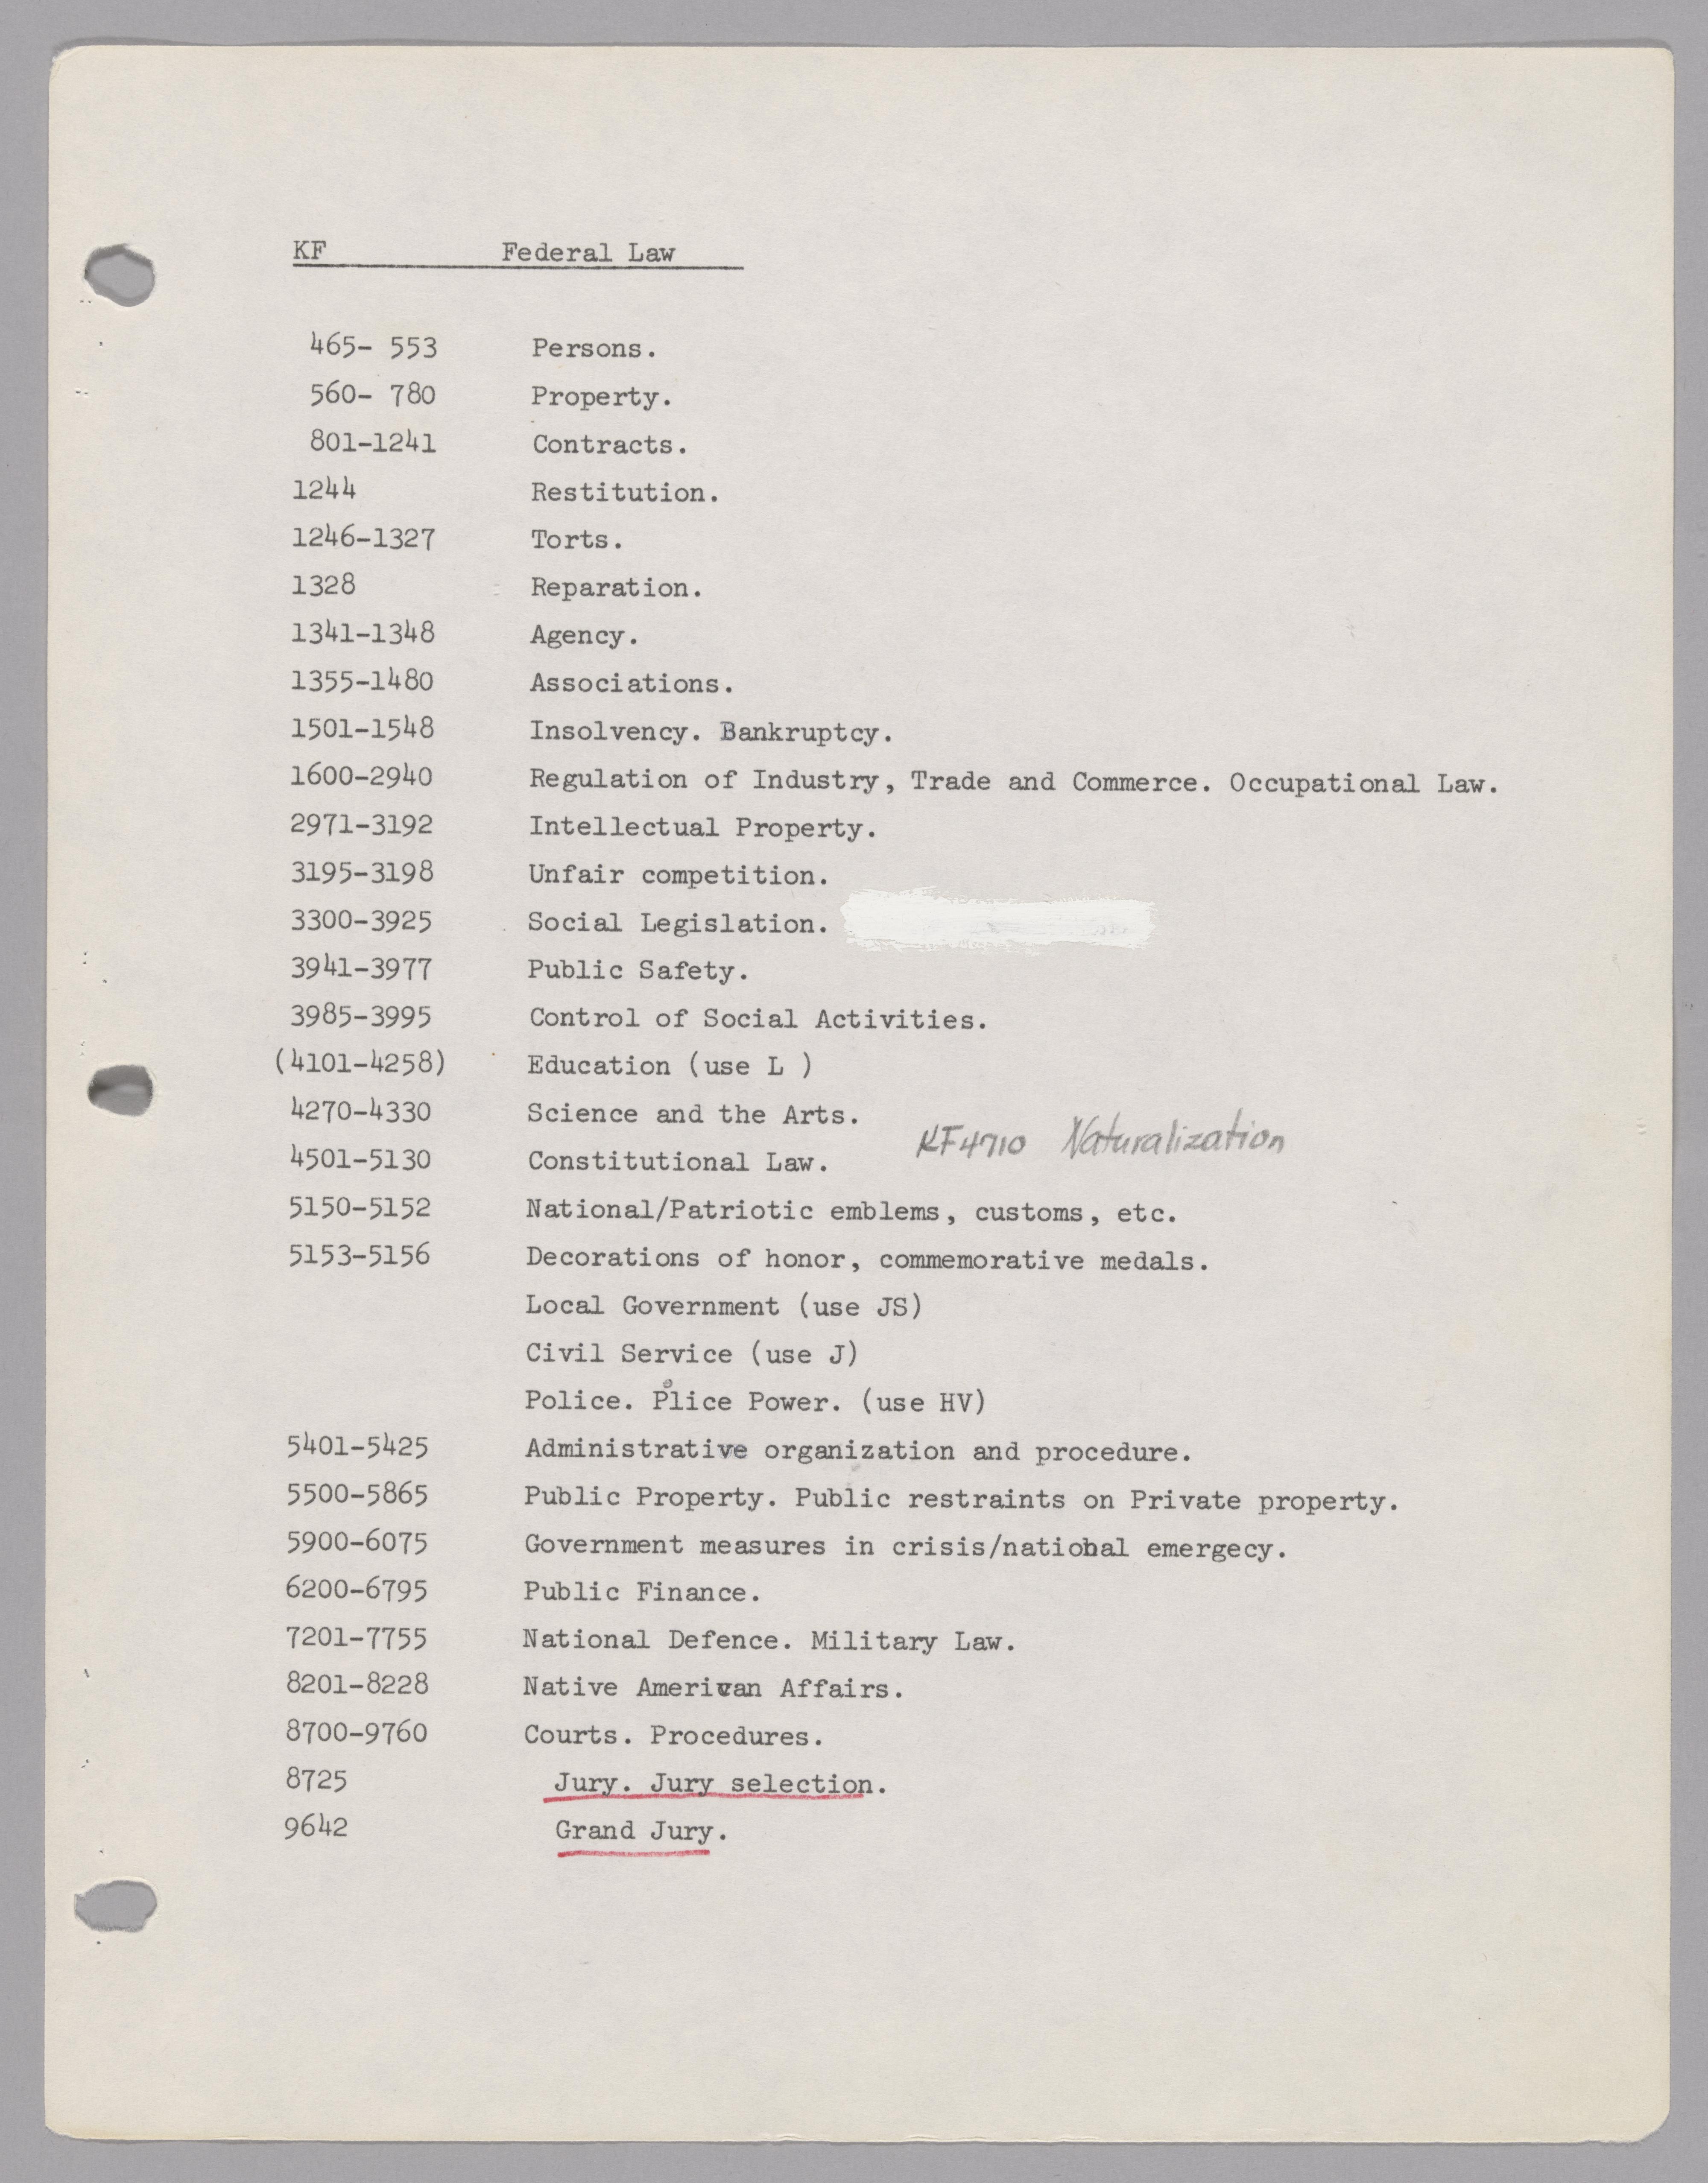 KF Federal Law
465- 553 Persons.
560- 780 Property.
801-1241 Contracts.
1244 Restitution.
1246-1327 Torts.
1328 Reparation.
1341-1348 Agency.
1355-1480 Associations.
1501-1548 Insolvency. Bankruptcy.
1600-2940 Regulation of Industry, Trade and Commerce. Occupational Law.
2971-3192 Intellectual Property.
3195-3198 Unfair competition.
3300-3925 Social Legislation.
3941-3977 Public Safety.
3985-3995 Control of Social Activities.
(4101-4258) Education (use L )
4270-4330 Science and the Arts.
KF4710 Naturalization
4501-5130 Constitutional Law.
5150-5152 National/Patriotic emblems, customs, etc.
5153-5156 Decorations of honor, commemorative medals.
Local Government (use JS)
Civil Service (use J)
Police. Police Power. (use HV)
5401-5425 Administrative organization and procedure.
5500-5865 Public Property. Public restraints on Private property.
5900-6075 Government measures in crisis/national emergecy.
6200-6795 Public Finance.
7201-7755 National Defence. Military Law.
8201-8228 Native American Affairs.
8700-9760 Courts. Procedures.
8725 Jury. Jury selection.
9642 Grand Jury.